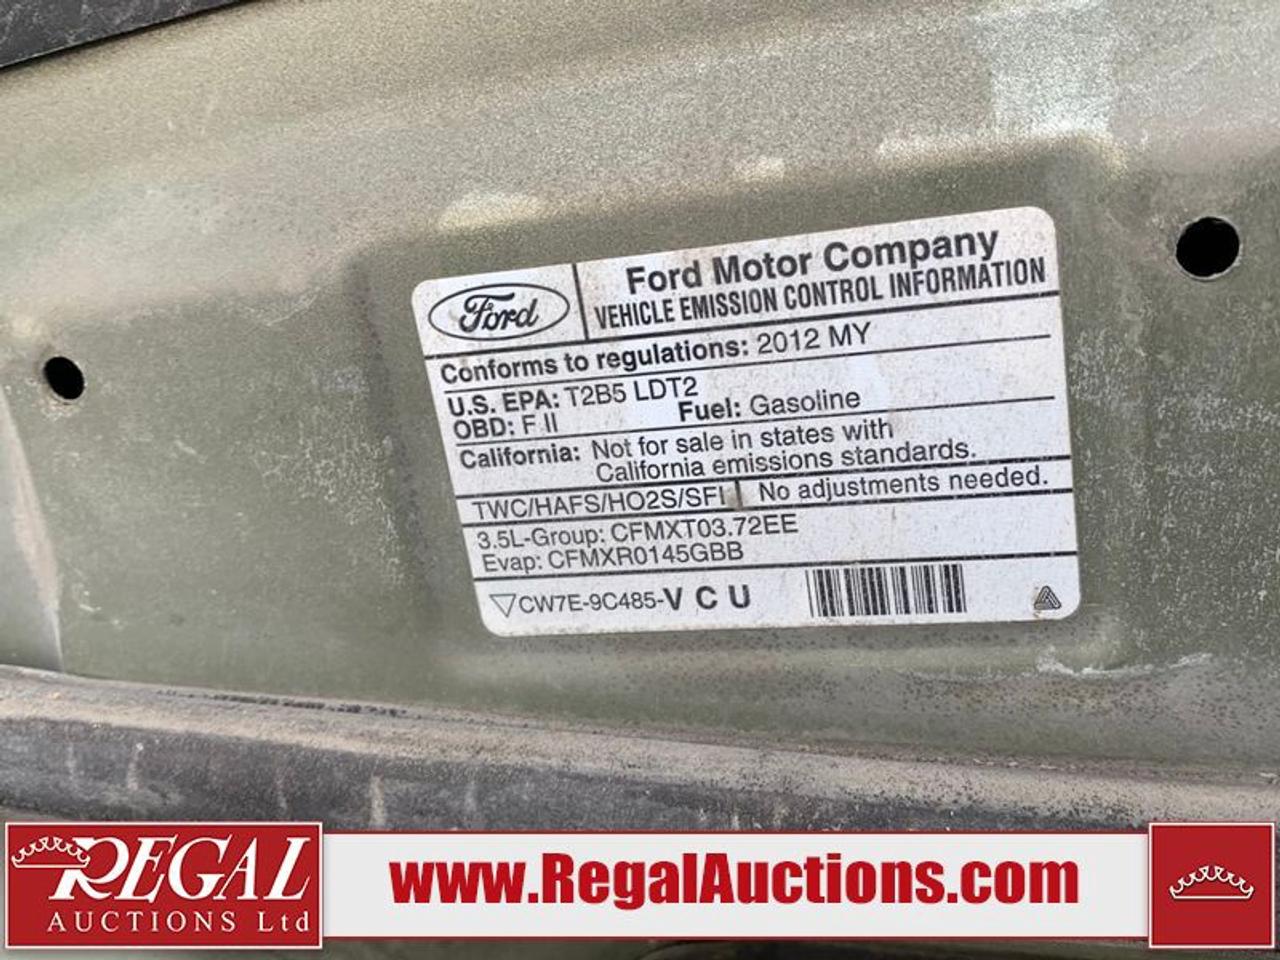 Ford
Ford Motor Company
VEHICLE EMISSION CONTROL INFORMATION
Conforms to regulations: 2012 MY
U.S. EPA: T2B5 LDT2
OBD: F II
Fuel: Gasoline
California: Not for sale in states with
California emissions standards.
TWC/HAFS/HO2S/SFI
No adjustments needed.
3.5L-Group: CFMXT03.72EE
Evap: CFMXR0145GBB
CW7E-9C485-V C U
REGAL
AUCTIONS Ltd
www.RegalAuctions.com